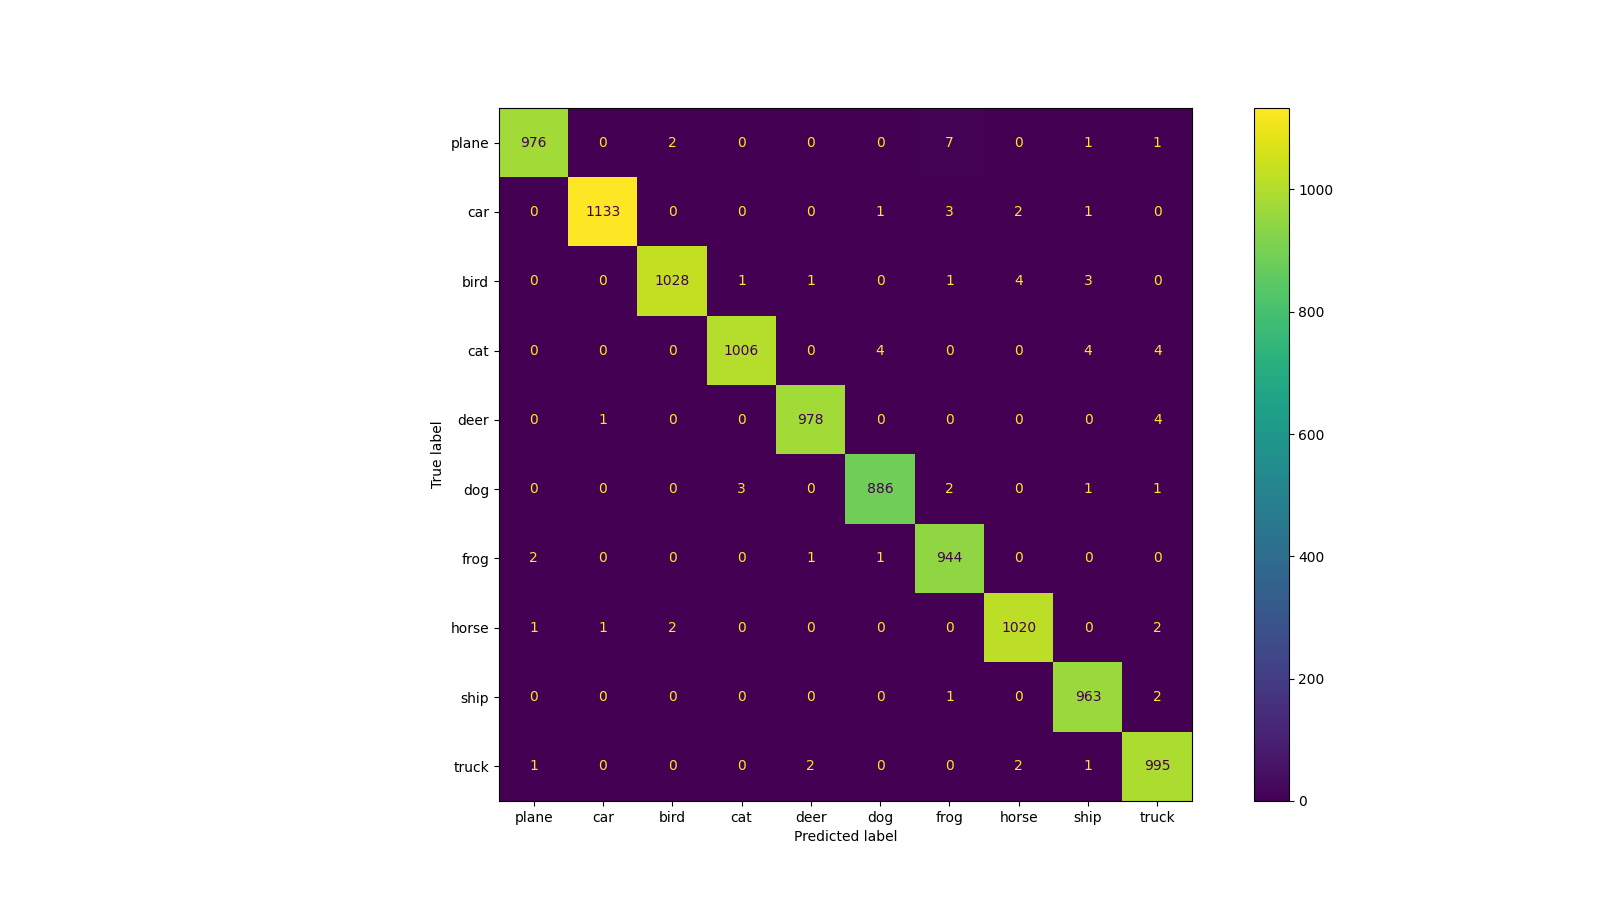 plane 976 0 2 0 0 0 7 0 1 1
car 0 1133 0 0 0 1 3 2 1 0
bird 0 0 1028 1 1 0 1 4 3 0
cat 0 0 0 1006 0 4 0 0 4 4
deer 0 1 0 0 978 0 0 0 0 4
dog 0 0 0 3 0 886 2 0 1 1
frog 2 0 0 0 1 1 944 0 0 0
horse 1 1 2 0 0 0 0 1020 0 2
ship 0 0 0 0 0 0 1 0 963 2
truck 1 0 0 0 2 0 0 2 1 995
plane car bird cat deer dog frog horse ship truck
Predicted label
True label
1000
800
600
400
200
0